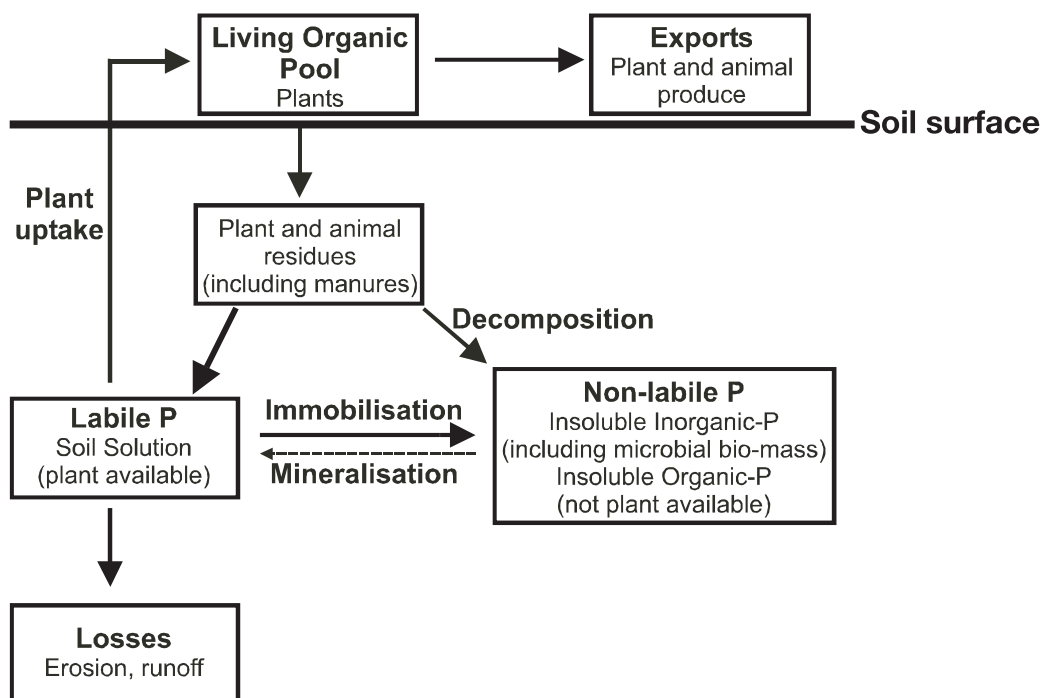 Living Organic
Pool
Plants
Exports
Plant and animal
produce
Soil surface
Plant
uptake
Plant and animal
residues
(including manures)
Decomposition
Labile P
Soil Solution
(plant available)
Immobilisation
Mineralisation
Non-labile P
Insoluble Inorganic-P
(including microbial bio-mass)
Insoluble Organic-P
(not plant available)
Losses
Erosion, runoff